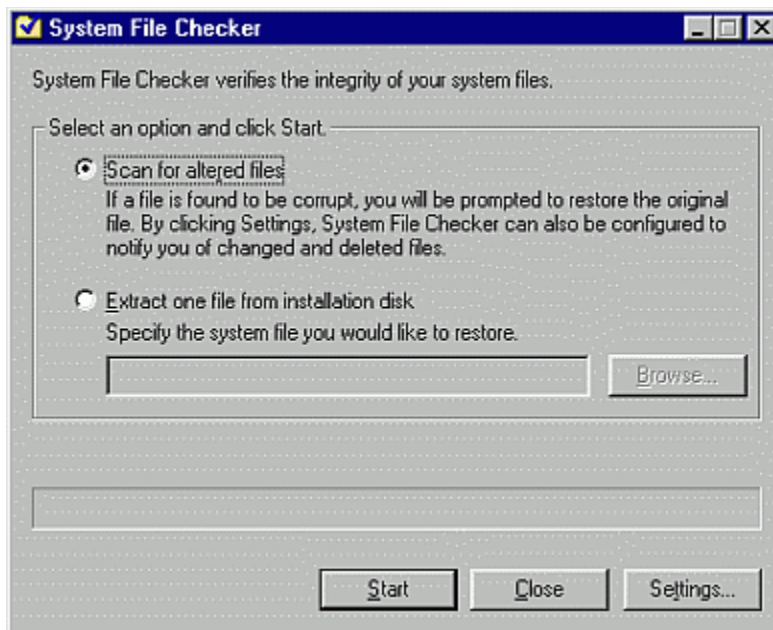 System File Checker
System File Checker verifies the integrity of your system files.
Select an option and click Start.
Scan for altered files
If a file is found to be corrupt, you will be prompted to restore the original
file. By clicking Settings, System File Checker can also be configured to
notify you of changed and deleted files.
Extract one file from installation disk
Specify the system file you would like to restore.
Browse...
Start
Close
Settings...